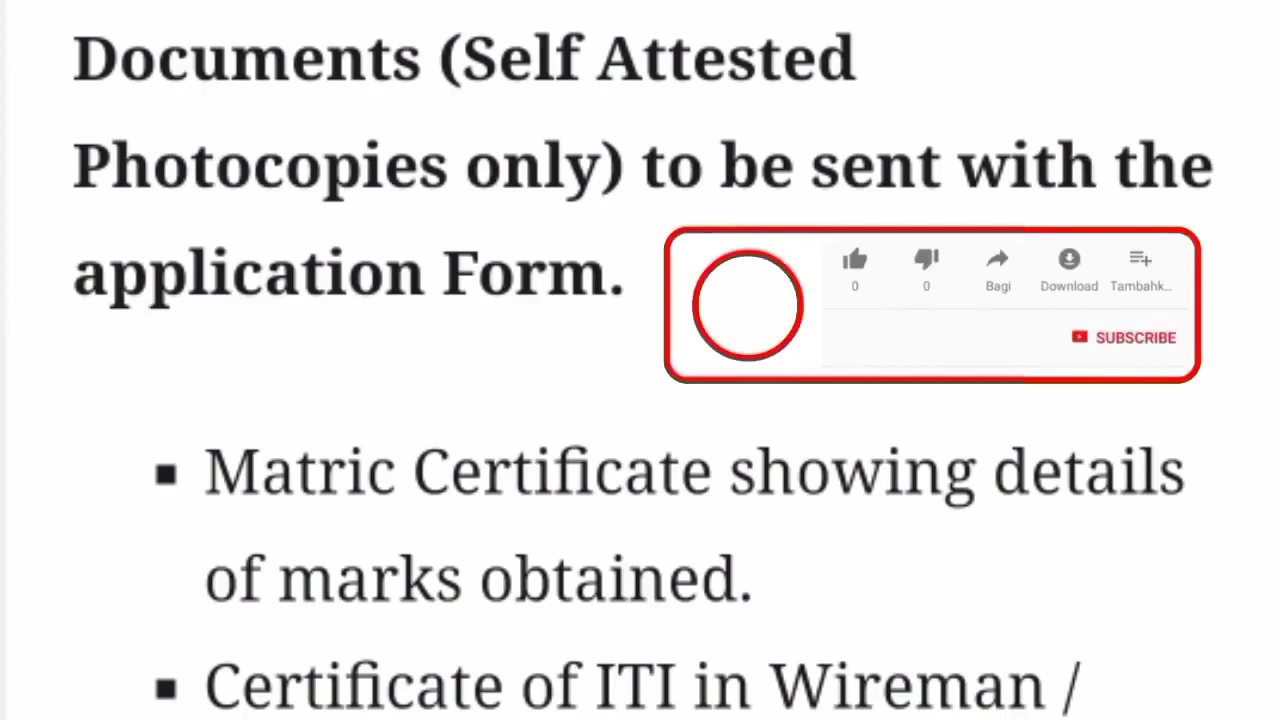 Documents (Self Attested
Photocopies only) to be sent with the
application Form.
0
0
Bagi
Download
Tambahk...
SUBSCRIBE
▪ Matric Certificate showing details
of marks obtained.
▪ Certificate of ITI in Wireman /